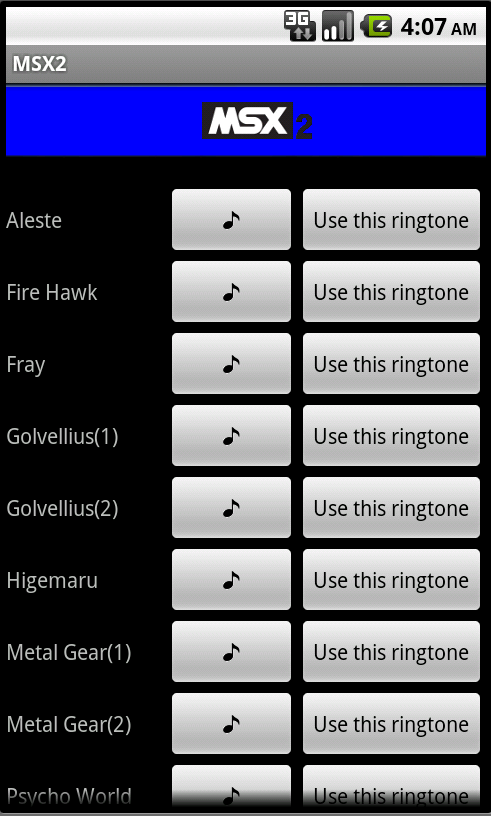 3G 4:07 AM
MSX2
MSX 2
Aleste ♪ Use this ringtone
Fire Hawk ♪ Use this ringtone
Fray ♪ Use this ringtone
Golvellius(1) ♪ Use this ringtone
Golvellius(2) ♪ Use this ringtone
Higemaru ♪ Use this ringtone
Metal Gear(1) ♪ Use this ringtone
Metal Gear(2) ♪ Use this ringtone
Psycho World ♪ Use this ringtone